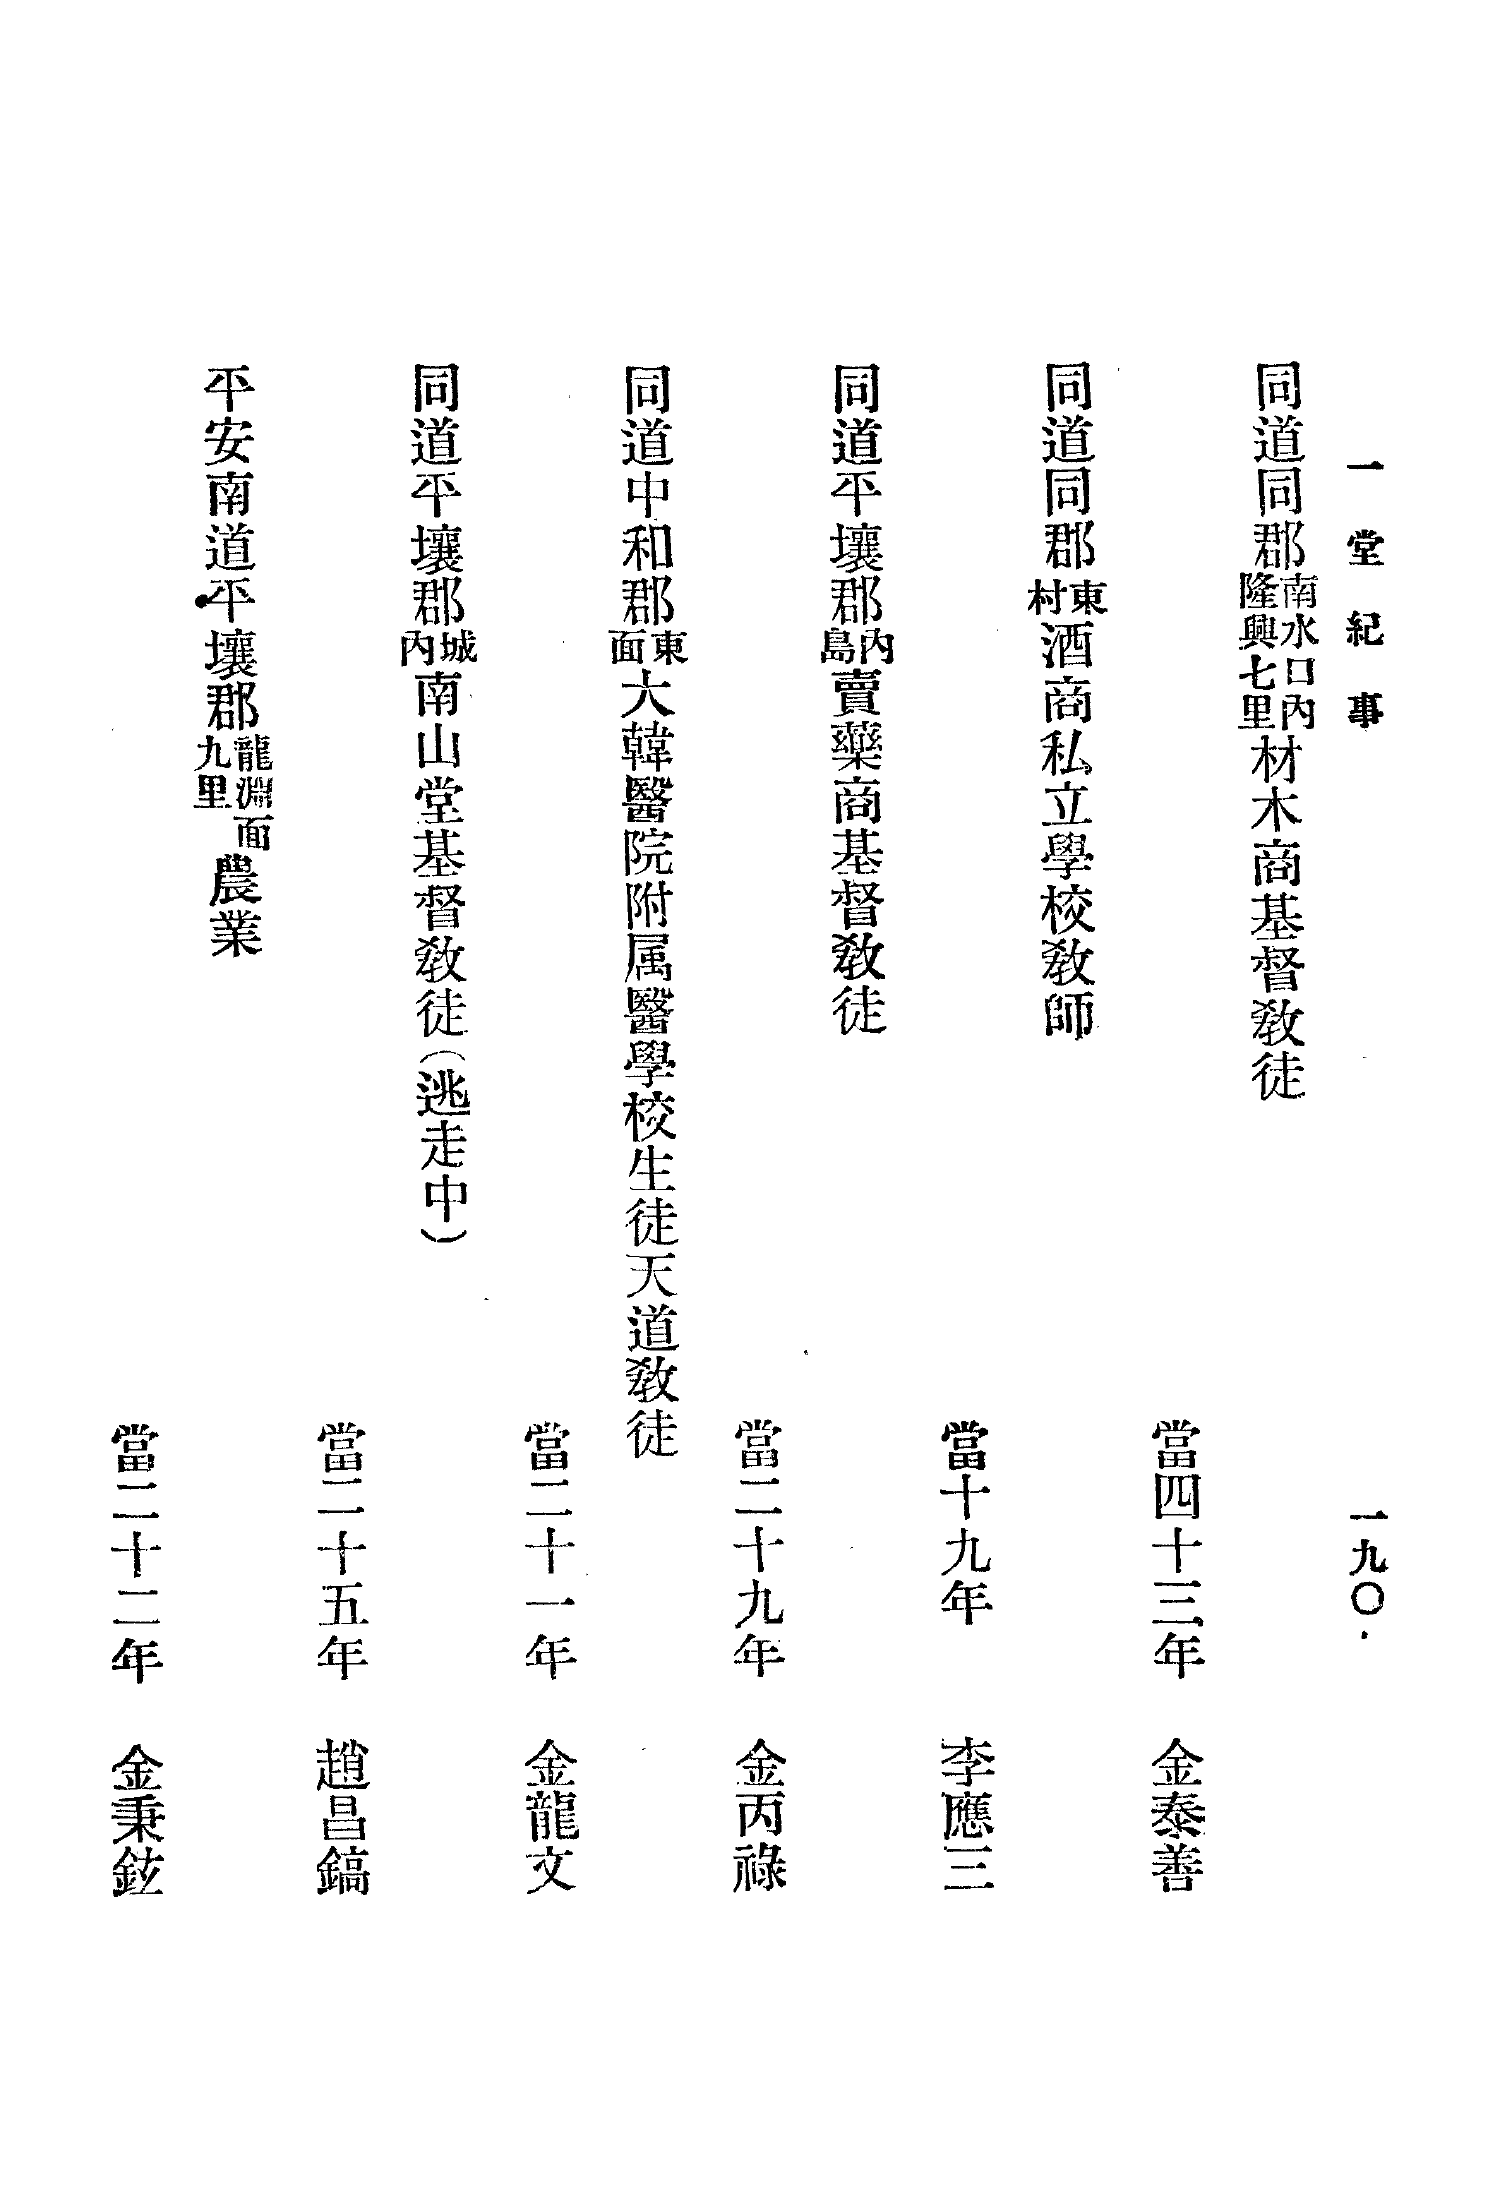 一堂紀事
一九〇
同道同郡南水口內隆興七里材木商基督敎徒
當四十三年　金泰善
同道同郡東村酒商私立學校敎師
當十九年　李應三
同道平壤郡內島賣藥商基督敎徒
當二十九年　金丙祿
同道中和郡東面大韓醫院附属醫學校生徒天道敎徒
當二十一年　金龍文
同道平壤郡城內南山堂基督敎徒（逃走中）
當二十五年　趙昌鎬
平安南道平壤郡龍淵面九里農業
當二十二年　金秉鉉